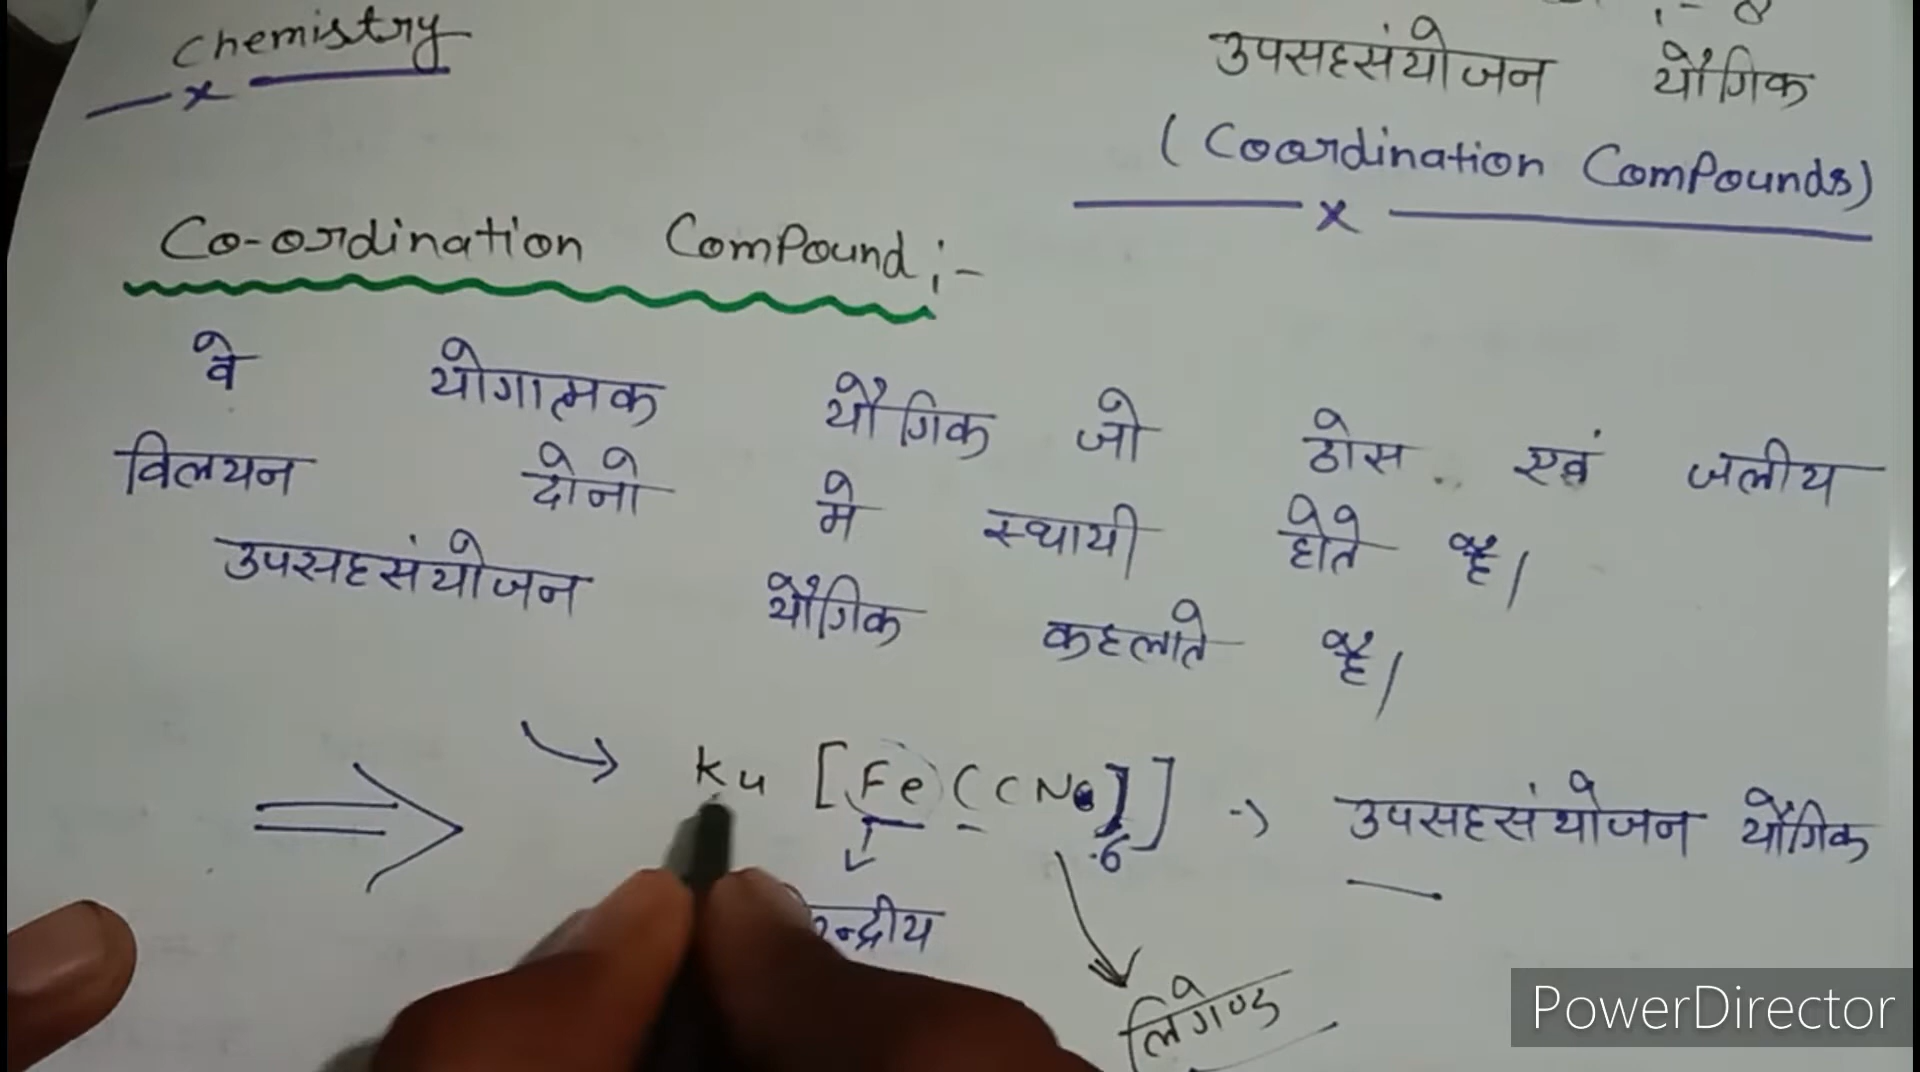 Chemistry
उपसहसंयोजन यौगिक
(Coordination Compounds)
Co-ordination Compound :-
वे योगात्मक यौगिक जो ठोस एवं जलीय
विलयन दोनो मे स्थायी होते है।
उपसहसंयोजन यौगिक कहलाते है।
K4 [Fe(CN)6] → उपसहसंयोजन यौगिक
लिगेण्ड
PowerDirector